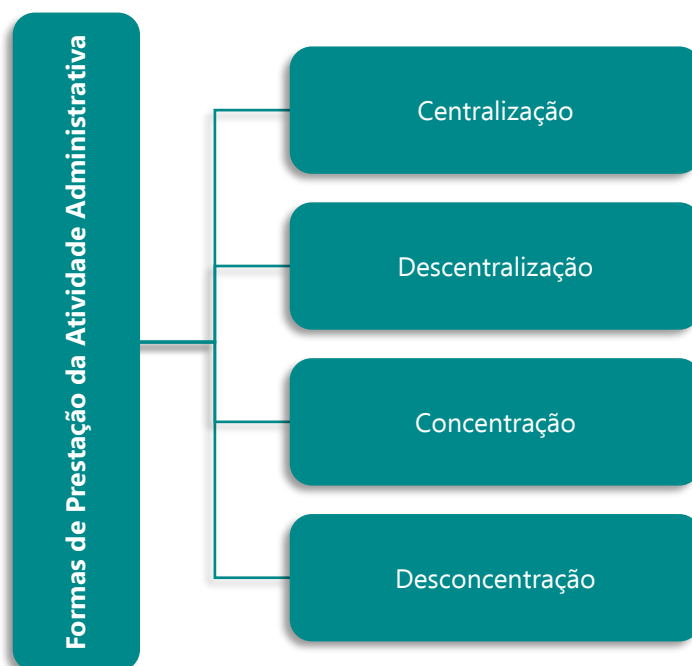 Formas de Prestação da Atividade Administrativa
Centralização
Descentralização
Concentração
Desconcentração